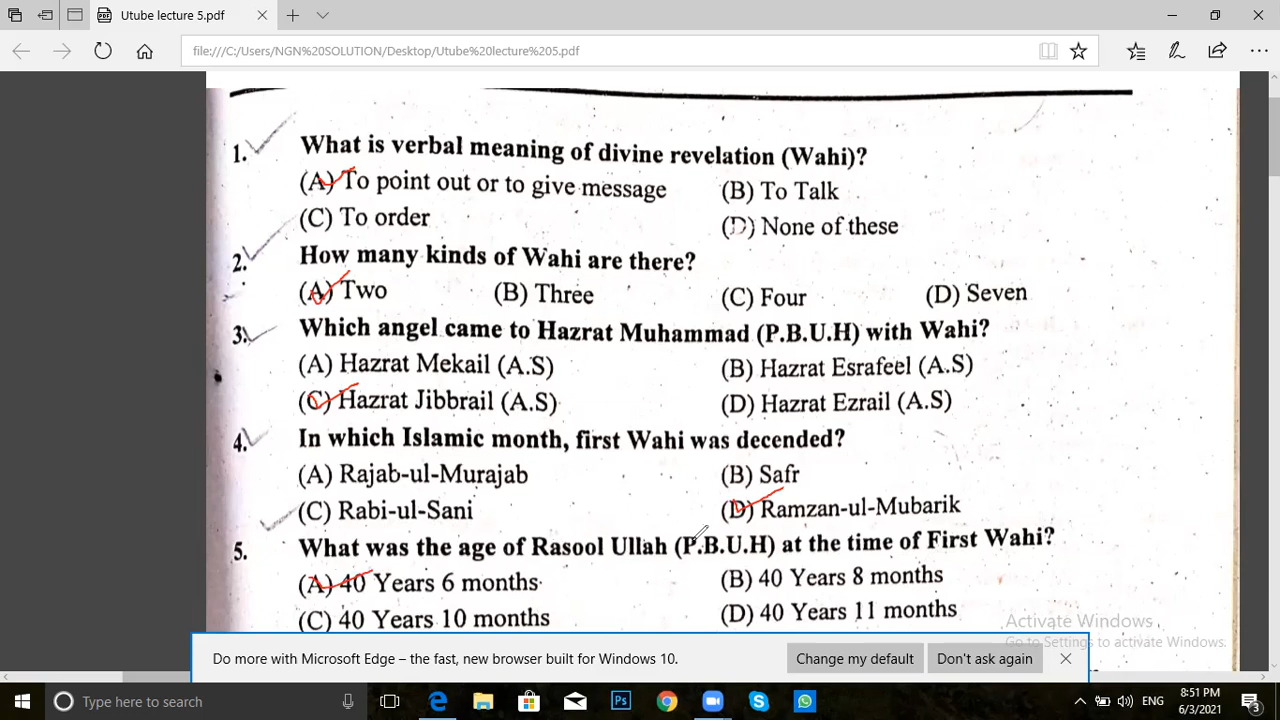 Utube lecture 5.pdf
file:///C:/Users/NGN%20SOLUTION/Desktop/Utube%20lecture%205.pdf
1. What is verbal meaning of divine revelation (Wahi)?
(A) To point out or to give message (B) To Talk
(C) To order (D) None of these
2. How many kinds of Wahi are there?
(A) Two (B) Three (C) Four (D) Seven
3. Which angel came to Hazrat Muhammad (P.B.U.H) with Wahi?
(A) Hazrat Mekail (A.S) (B) Hazrat Esrafeel (A.S)
(C) Hazrat Jibbrail (A.S) (D) Hazrat Ezrail (A.S)
4. In which Islamic month, first Wahi was decended?
(A) Rajab-ul-Murajab (B) Safr
(C) Rabi-ul-Sani (D) Ramzan-ul-Mubarik
5. What was the age of Rasool Ullah (P.B.U.H) at the time of First Wahi?
(A) 40 Years 6 months (B) 40 Years 8 months
(C) 40 Years 10 months (D) 40 Years 11 months
Activate Windows
Go to Settings to activate Windows.
Do more with Microsoft Edge – the fast, new browser built for Windows 10. Change my default Don't ask again
Type here to search ENG 8:51 PM
6/3/2021